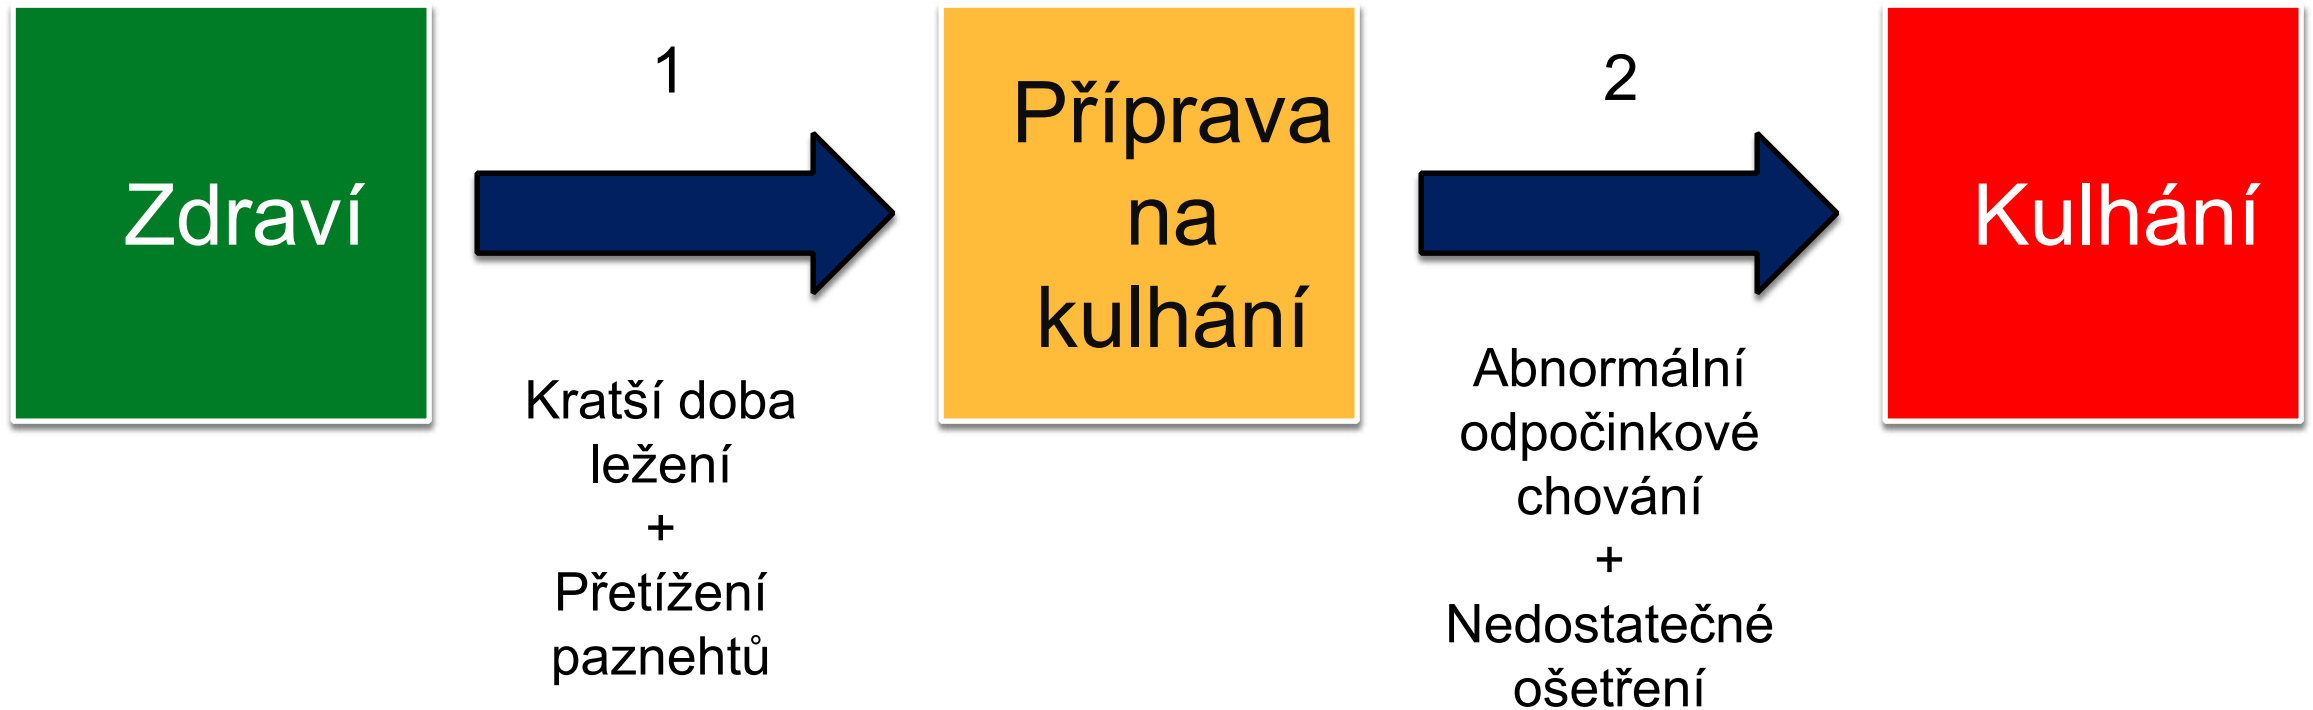 Zdraví
1
Kratší doba
ležení
+
Přetížení
paznehtů
Příprava
na
kulhání
2
Abnormální
odpočinkové
chování
+
Nedostatečné
ošetření
Kulhání